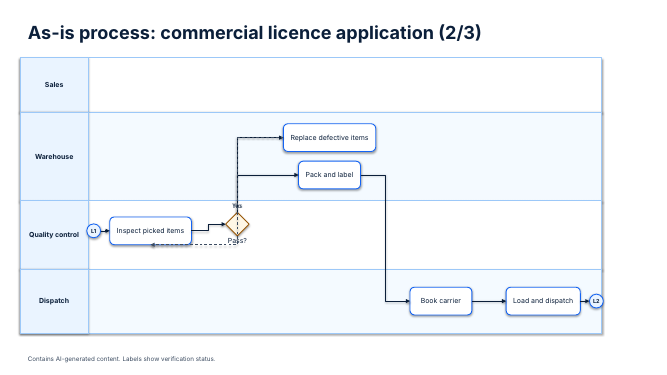 As-is process: commercial licence application (2/3)
Sales
Warehouse
Replace defective items
Pack and label
Yes
Quality control
L1
Inspect picked items
Pass?
Dispatch
Book carrier
Load and dispatch
L2
Contains AI-generated content. Labels show verification status.